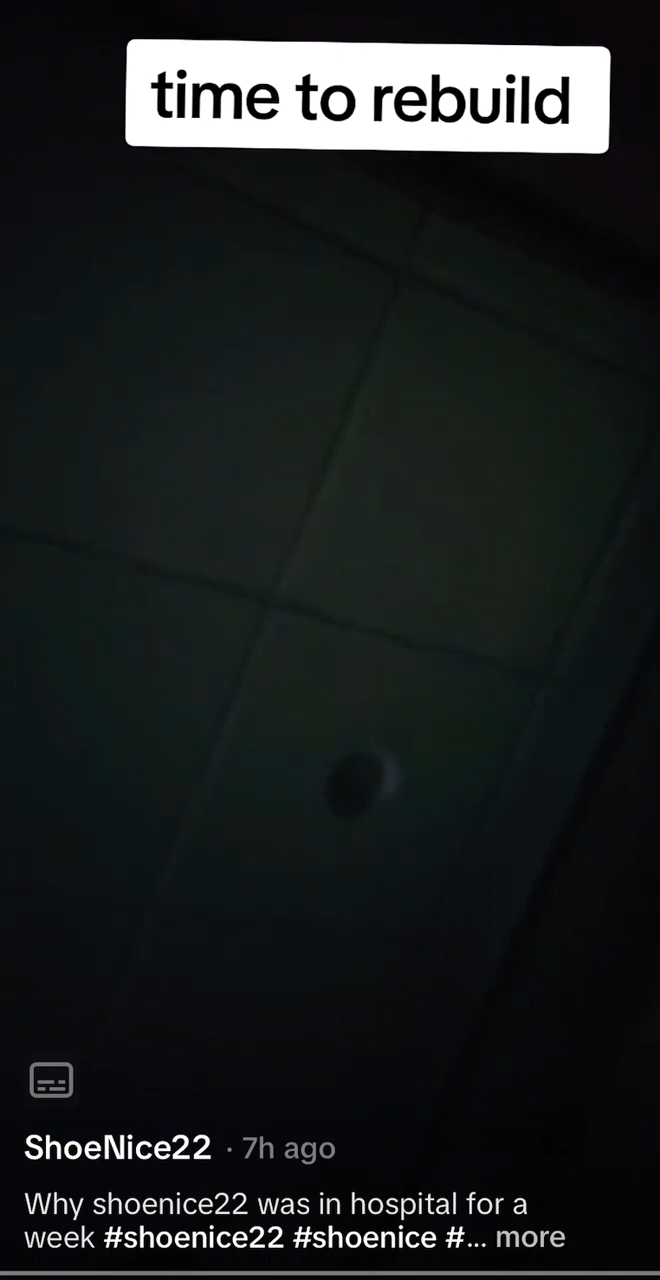 time to rebuild
ShoeNice22 · 7h ago
Why shoenice22 was in hospital for a
week #shoenice22 #shoenice #... more